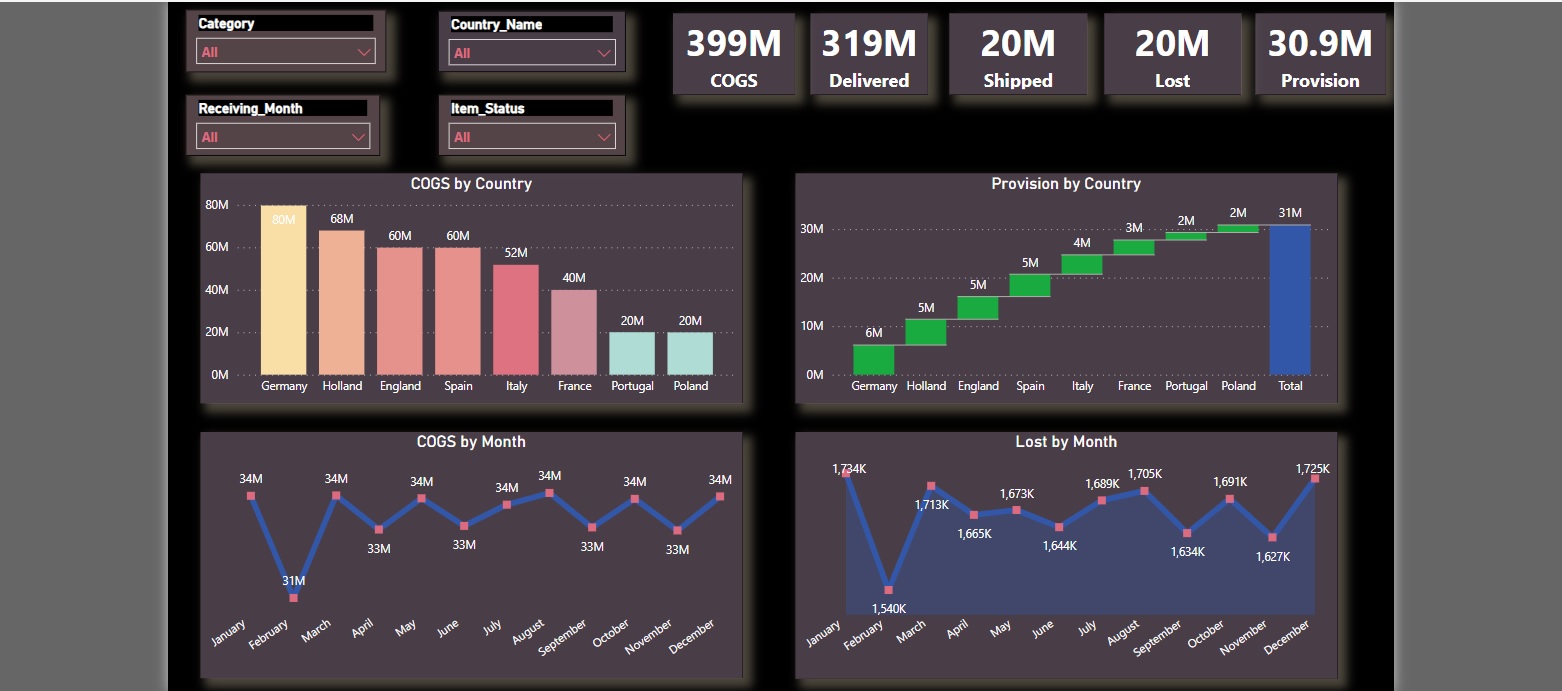 Category
All
Country_Name
All
Receiving_Month
All
Item_Status
All
399M
COGS
319M
Delivered
20M
Shipped
20M
Lost
30.9M
Provision
COGS by Country
80M
60M
40M
20M
0M
80M
68M
60M
60M
52M
40M
20M
20M
Germany
Holland
England
Spain
Italy
France
Portugal
Poland
Provision by Country
30M
20M
10M
0M
6M
5M
5M
5M
4M
3M
2M
2M
31M
Germany
Holland
England
Spain
Italy
France
Portugal
Poland
Total
COGS by Month
34M
31M
34M
33M
34M
33M
34M
34M
33M
34M
33M
34M
January
February
March
April
May
June
July
August
September
October
November
December
Lost by Month
1,734K
1,540K
1,713K
1,665K
1,673K
1,644K
1,689K
1,705K
1,634K
1,691K
1,627K
1,725K
January
February
March
April
May
June
July
August
September
October
November
December